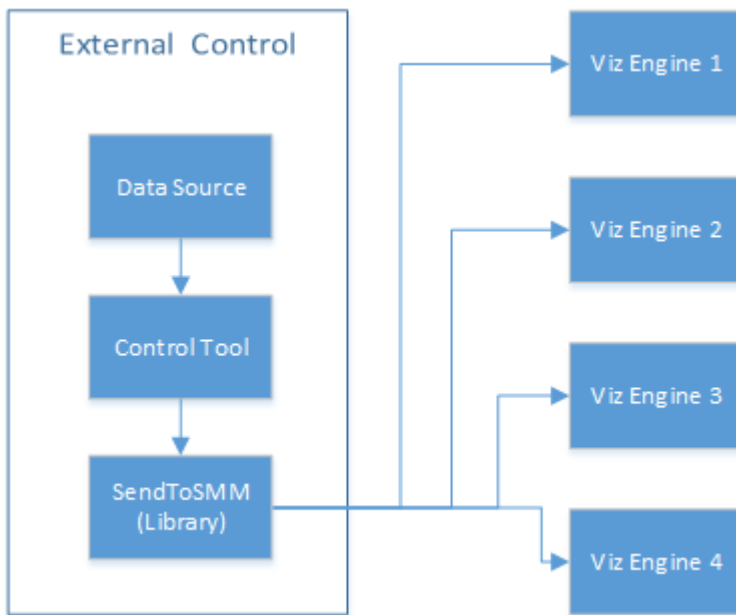 External Control
Data Source
Control Tool
SendToSMM
(Library)
Viz Engine 1
Viz Engine 2
Viz Engine 3
Viz Engine 4